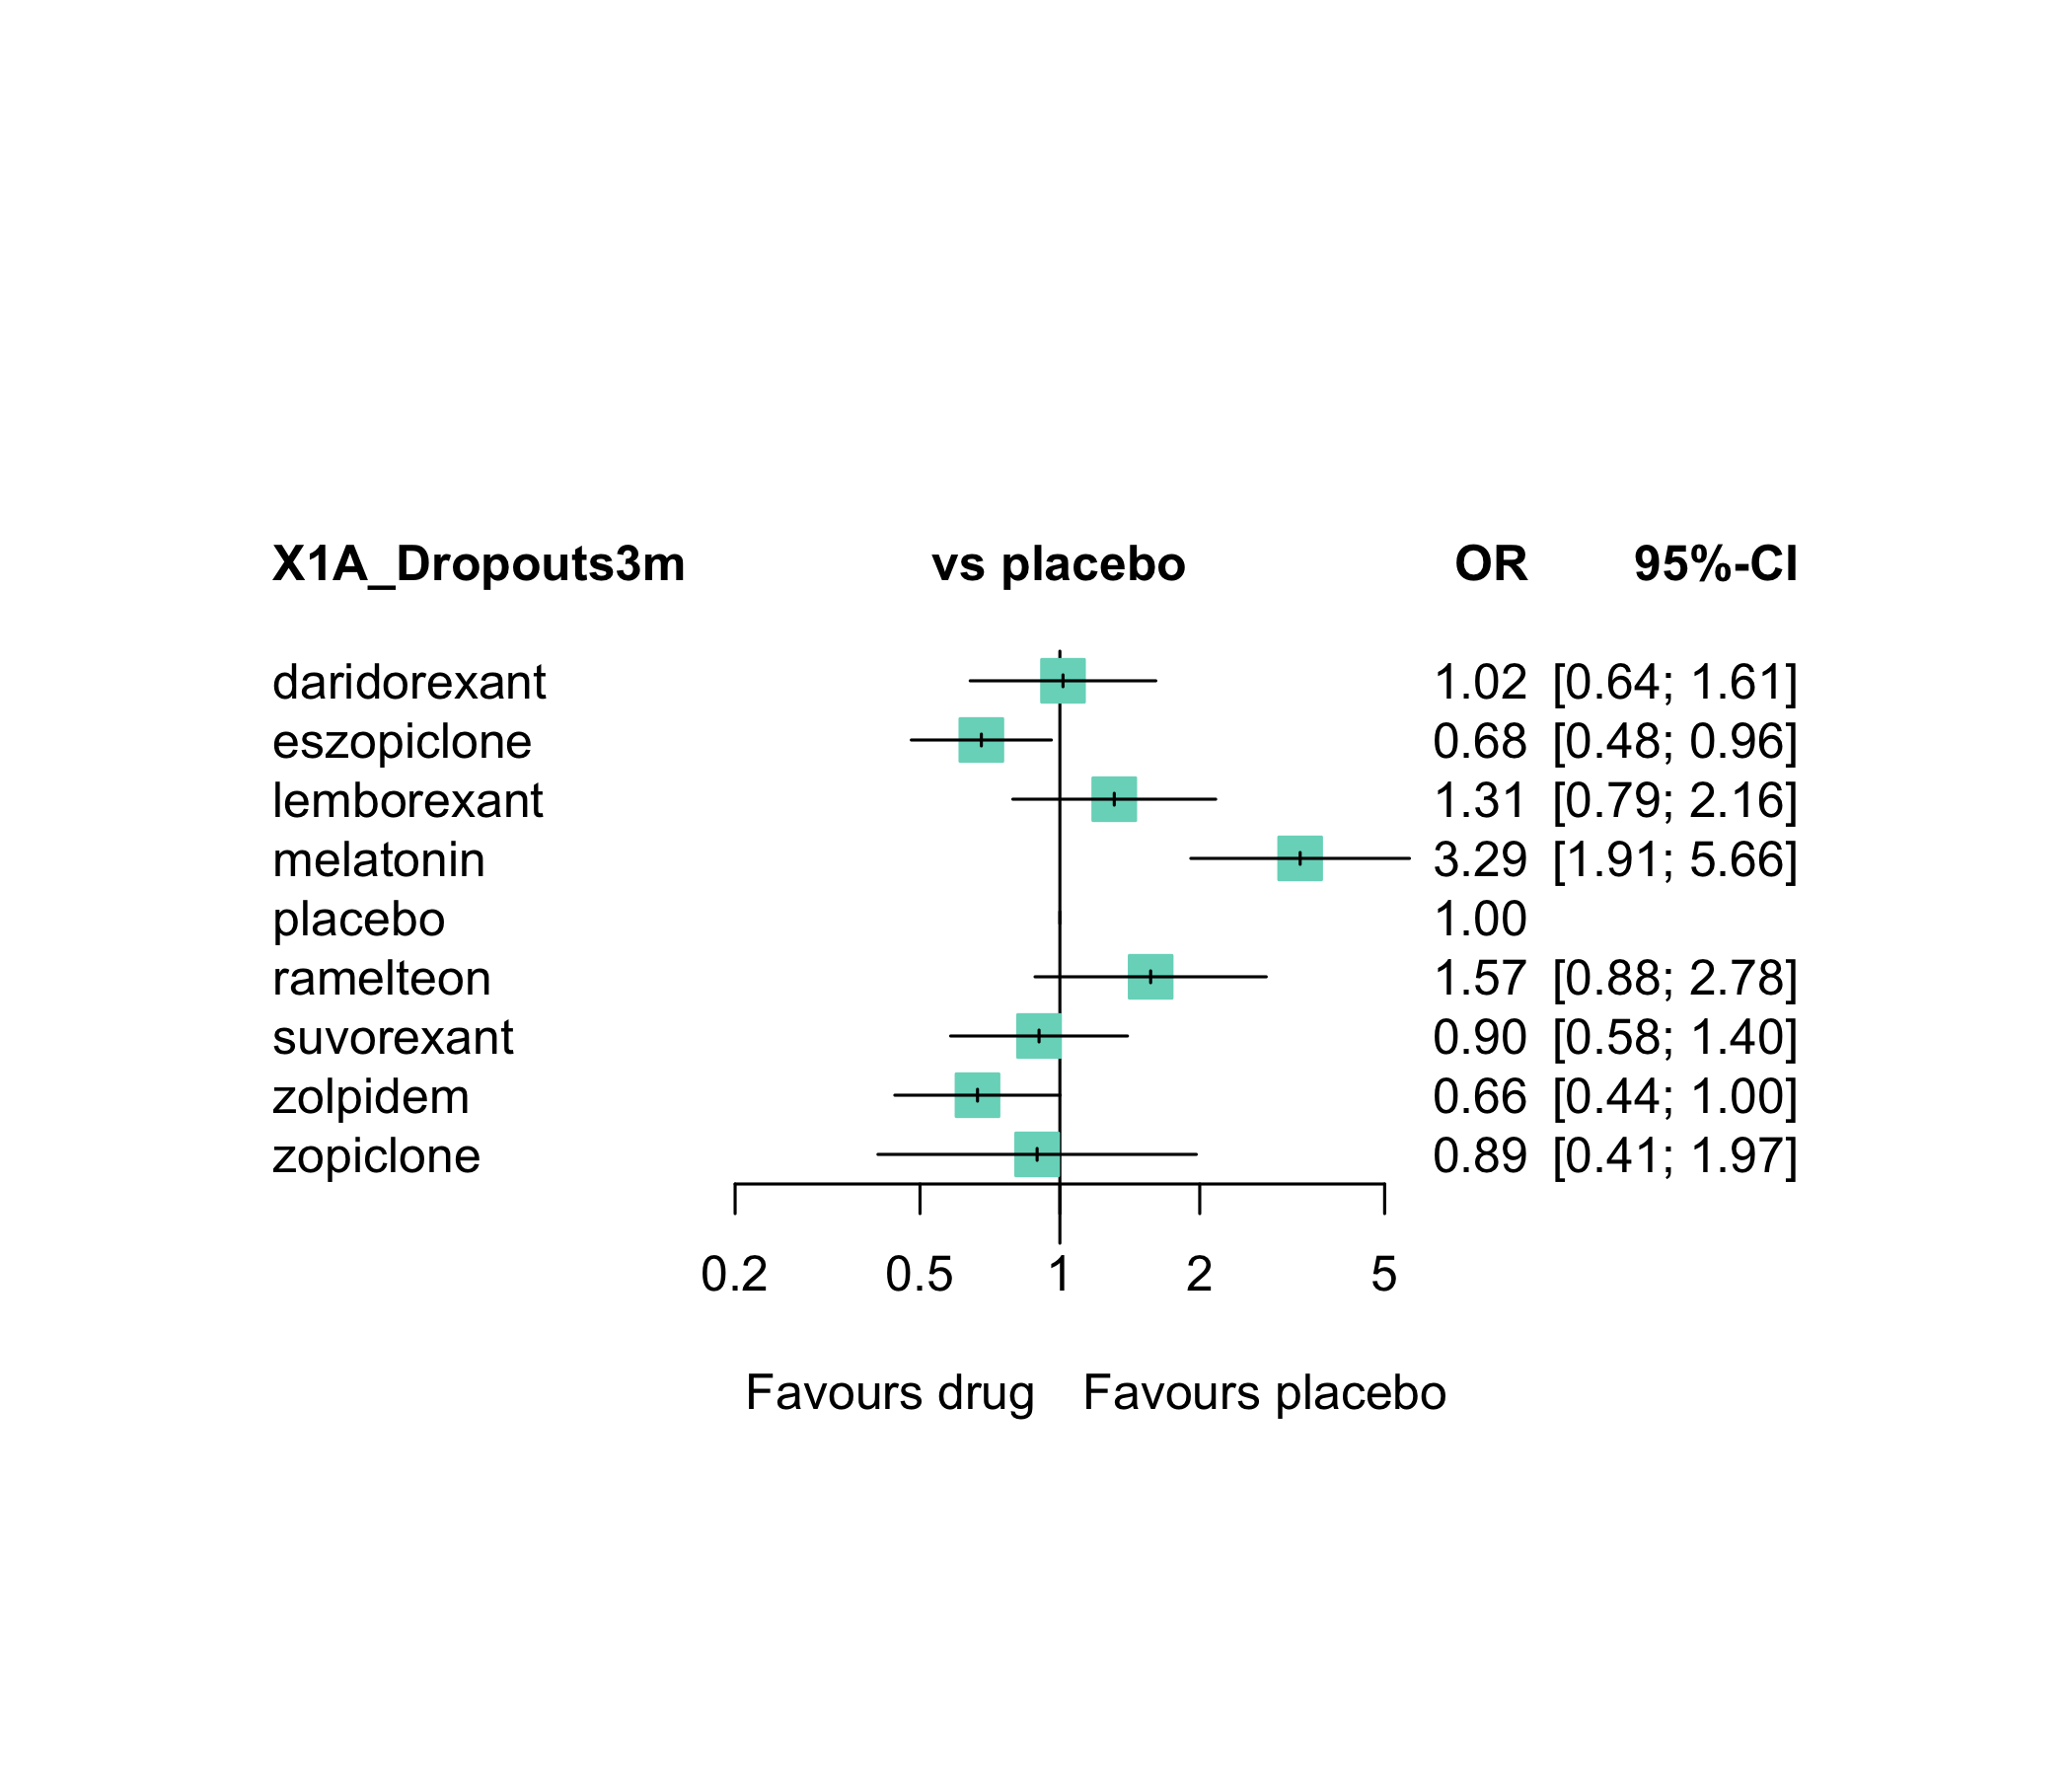 X1A_Dropouts3m vs placebo OR 95%-CI
daridorexant 1.02 [0.64; 1.61]
eszopiclone 0.68 [0.48; 0.96]
lemborexant 1.31 [0.79; 2.16]
melatonin 3.29 [1.91; 5.66]
placebo 1.00
ramelteon 1.57 [0.88; 2.78]
suvorexant 0.90 [0.58; 1.40]
zolpidem 0.66 [0.44; 1.00]
zopiclone 0.89 [0.41; 1.97]
0.2 0.5 1 2 5
Favours drug Favours placebo